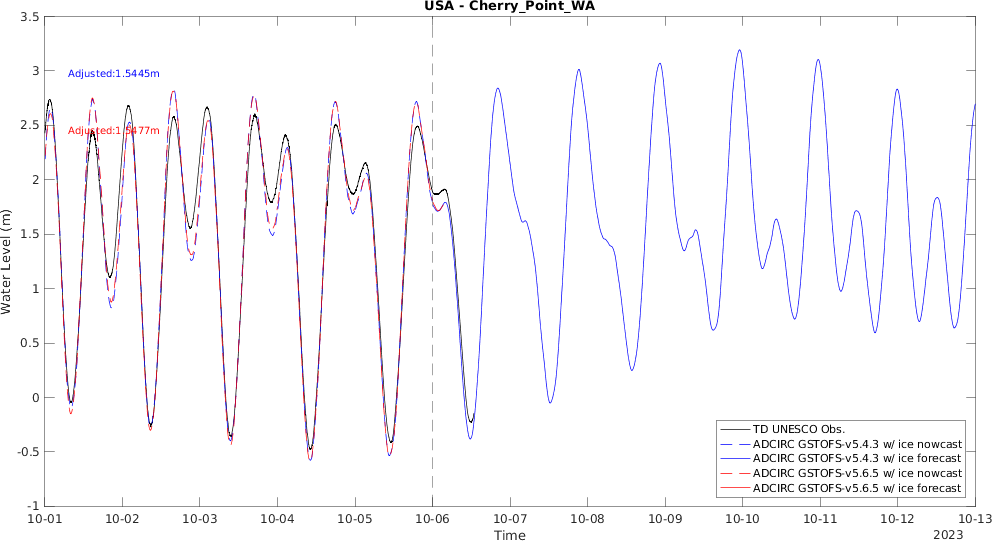 USA - Cherry_Point_WA
3.5
3
2.5
2
1.5
1
0.5
0
-0.5
-1
Water Level (m)
Adjusted:1.5445m
Adjusted:1.5477m
TD UNESCO Obs.
ADCIRC GSTOFS-v5.4.3 w/ ice nowcast
ADCIRC GSTOFS-v5.4.3 w/ ice forecast
ADCIRC GSTOFS-v5.6.5 w/ ice nowcast
ADCIRC GSTOFS-v5.6.5 w/ ice forecast
10-01 10-02 10-03 10-04 10-05 10-06 10-07 10-08 10-09 10-10 10-11 10-12 10-13
Time
2023